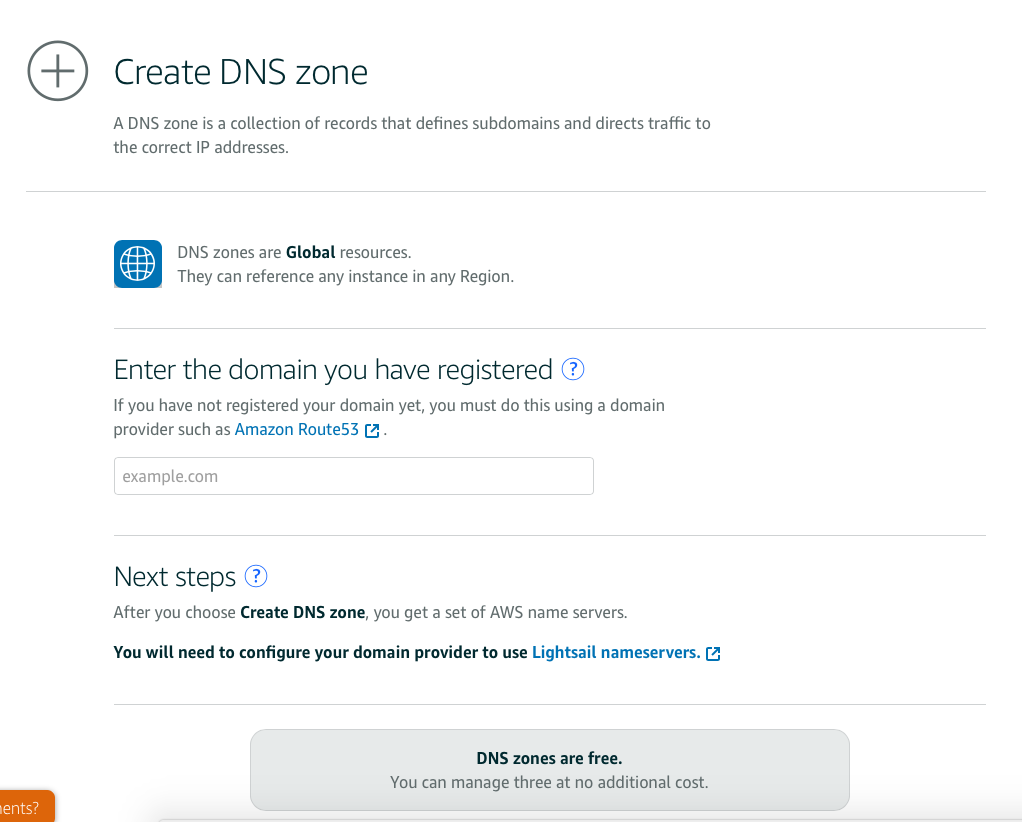 Create DNS zone
A DNS zone is a collection of records that defines subdomains and directs traffic to
the correct IP addresses.
DNS zones are Global resources.
They can reference any instance in any Region.
Enter the domain you have registered ?
If you have not registered your domain yet, you must do this using a domain
provider such as Amazon Route53 .
example.com
Next steps ?
After you choose Create DNS zone, you get a set of AWS name servers.
You will need to configure your domain provider to use Lightsail nameservers.
DNS zones are free.
You can manage three at no additional cost.